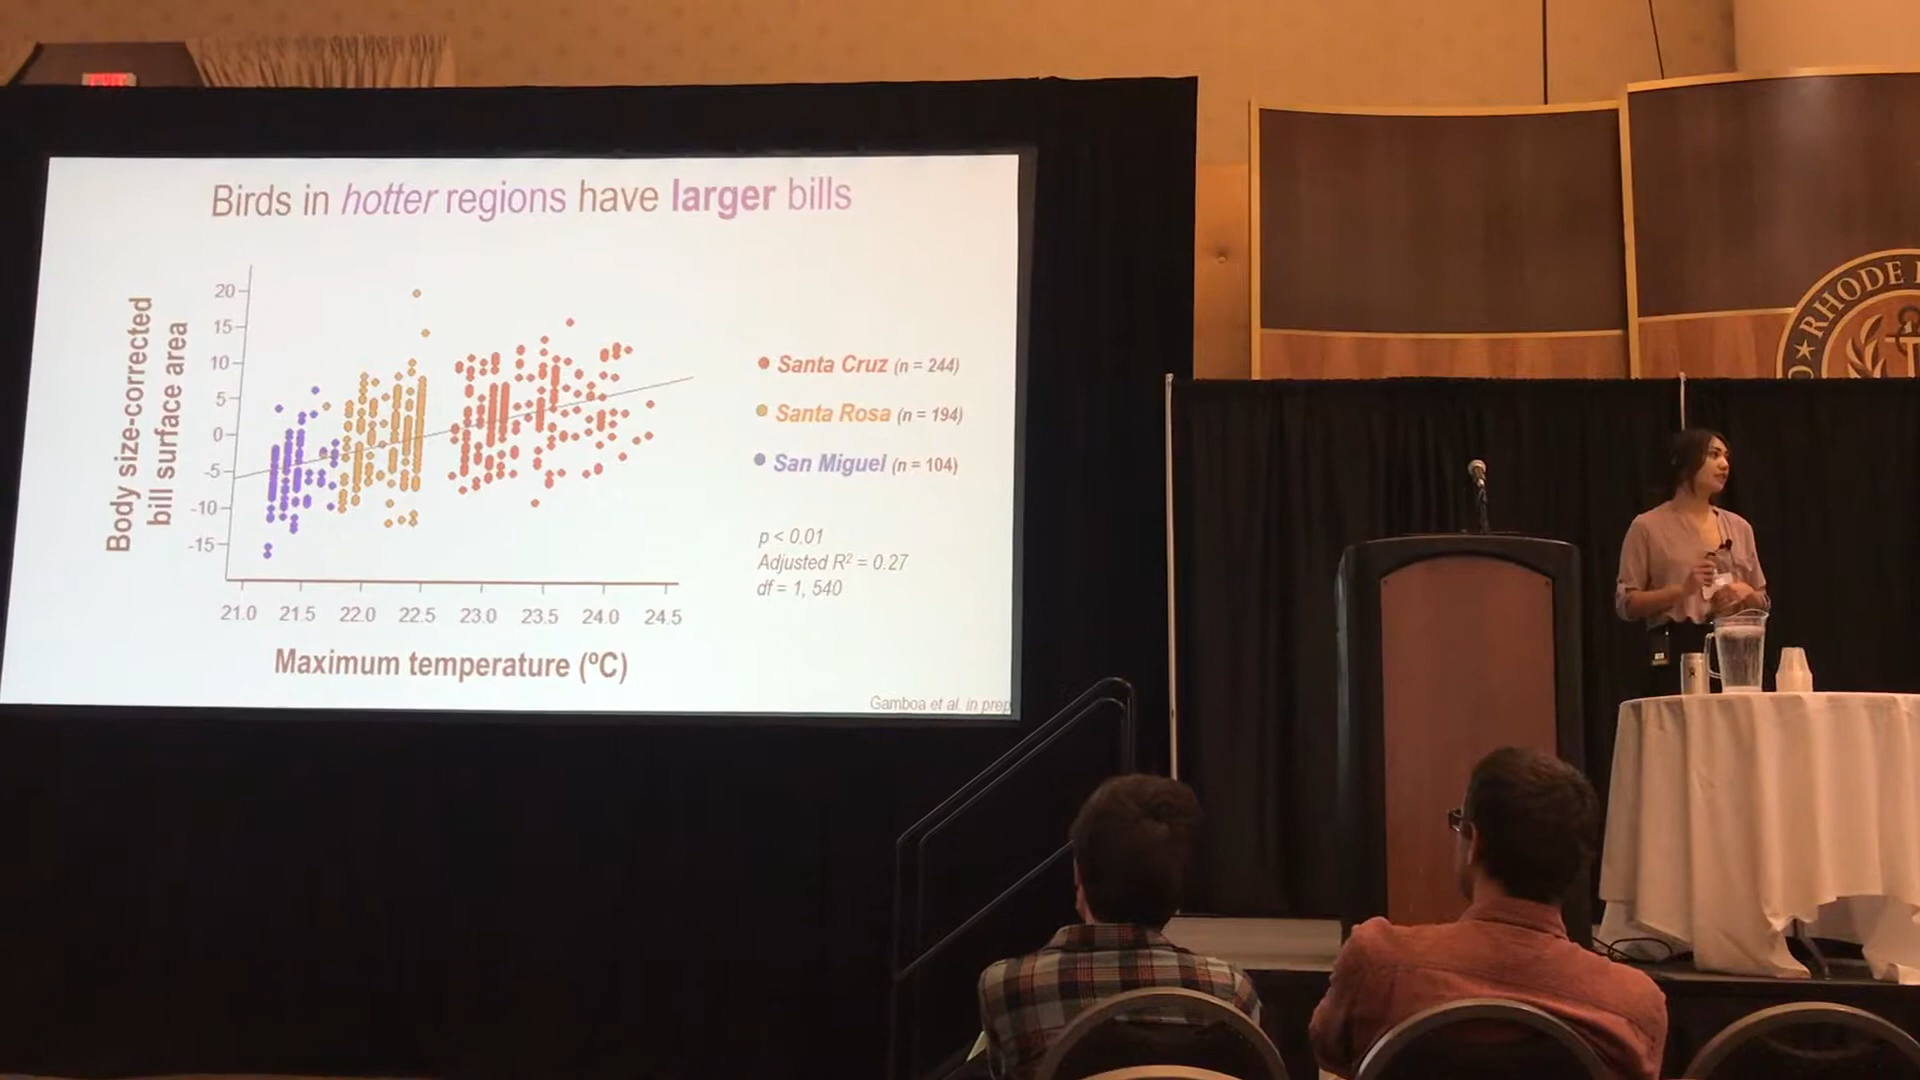 Birds in hotter regions have larger bills
Body size-corrected
bill surface area
20
15
10
5
0
-5
-10
-15
21.0 21.5 22.0 22.5 23.0 23.5 24.0 24.5
Maximum temperature (ºC)
Santa Cruz (n = 244)
Santa Rosa (n = 194)
San Miguel (n = 104)
p < 0.01
Adjusted R² = 0.27
df = 1, 540
Gamboa et al. in prep
EXIT
RHODE